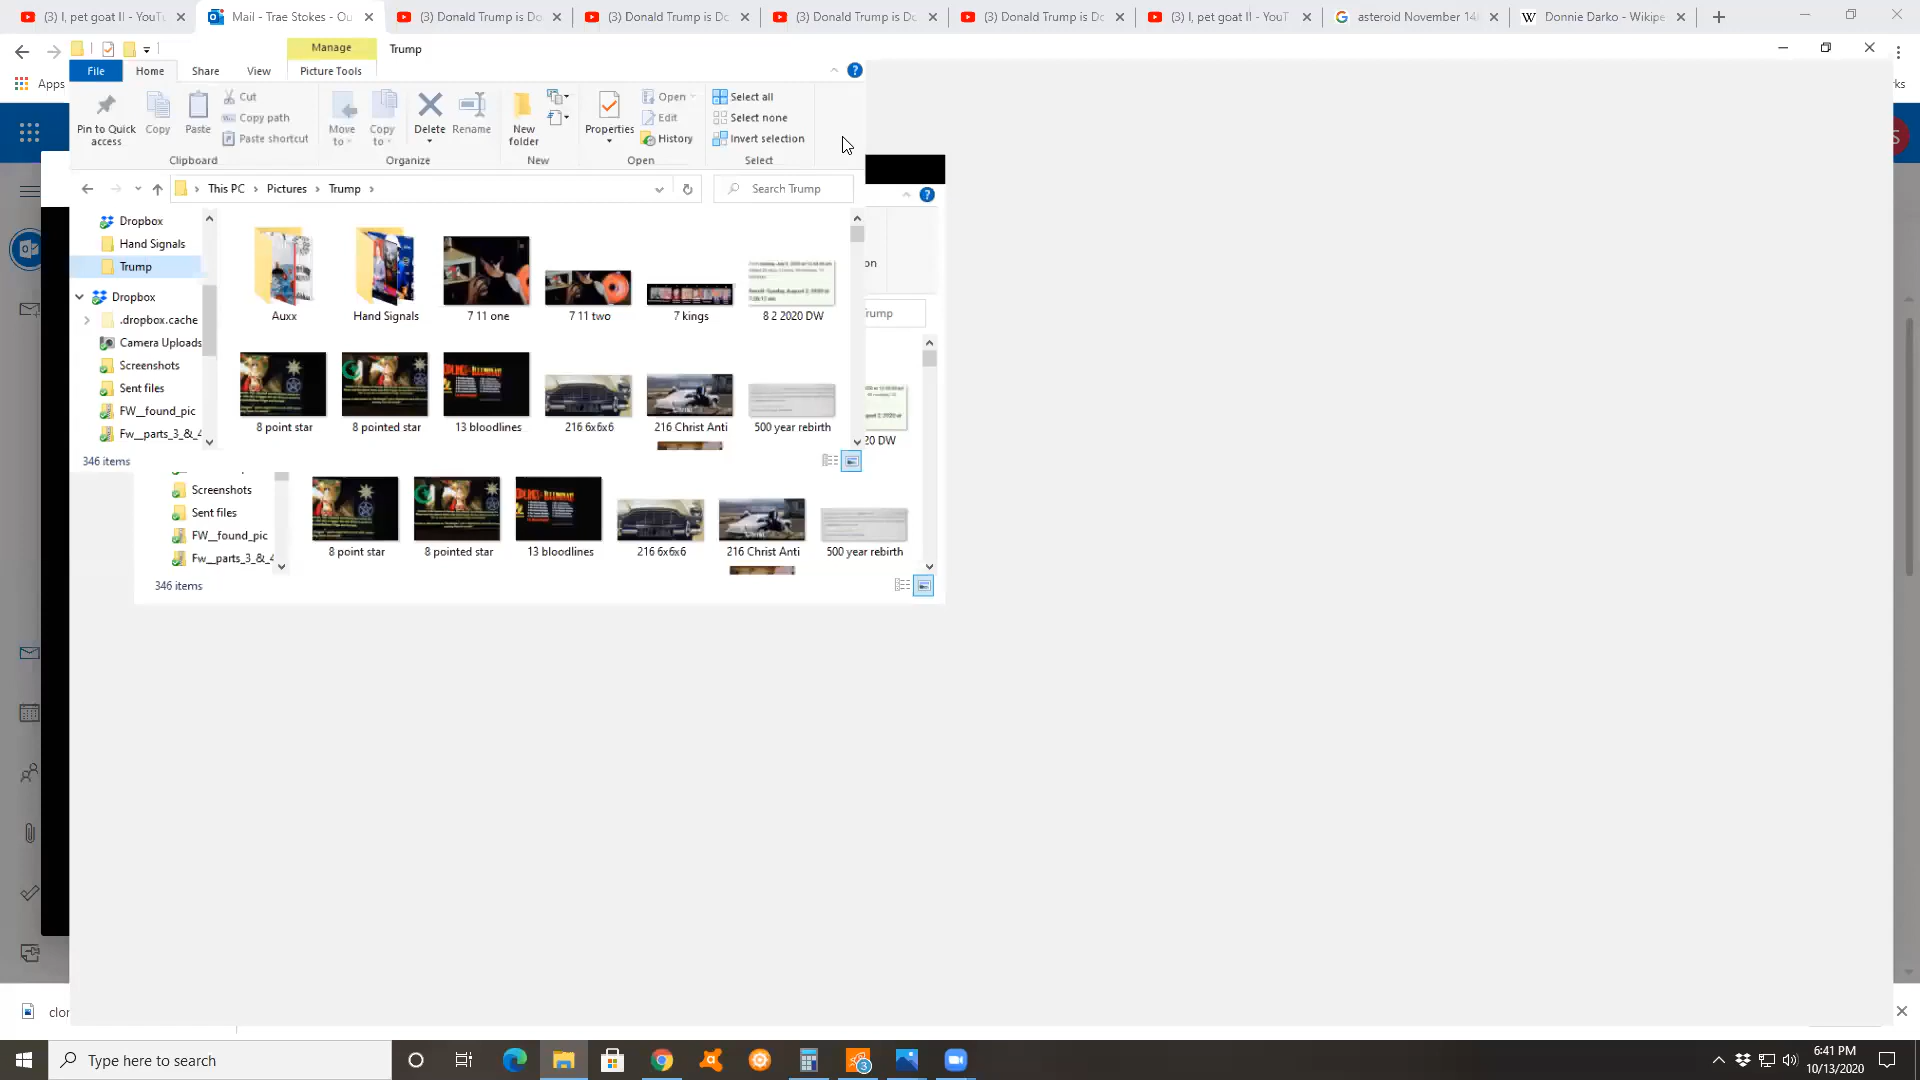 (3) I, pet goat II - YouTu
Mail - Trae Stokes - Ou
(3) Donald Trump is Do
(3) Donald Trump is Do
(3) Donald Trump is Do
(3) Donald Trump is Do
(3) I, pet goat II - YouT
asteroid November 14
Donnie Darko - Wikipe
Apps
Manage
Trump
File
Home
Share
View
Picture Tools
Pin to Quick access
Copy
Paste
Cut
Copy path
Paste shortcut
Clipboard
Move to
Copy to
Delete
Rename
Organize
New folder
New
Properties
Open
Edit
History
Open
Select all
Select none
Invert selection
Select
This PC
Pictures
Trump
Search Trump
Dropbox
Hand Signals
Trump
Dropbox
.dropbox.cache
Camera Uploads
Screenshots
Sent files
FW__found_pic
Fw__parts_3_&_4
346 items
Auxx
Hand Signals
7 11 one
7 11 two
7 kings
8 2 2020 DW
8 point star
8 pointed star
13 bloodlines
216 6x6x6
216 Christ Anti
500 year rebirth
on
rump
20 DW
Screenshots
Sent files
FW__found_pic
Fw__parts_3_&_4
8 point star
8 pointed star
13 bloodlines
216 6x6x6
216 Christ Anti
500 year rebirth
346 items
clor
Type here to search
3
6:41 PM
10/13/2020